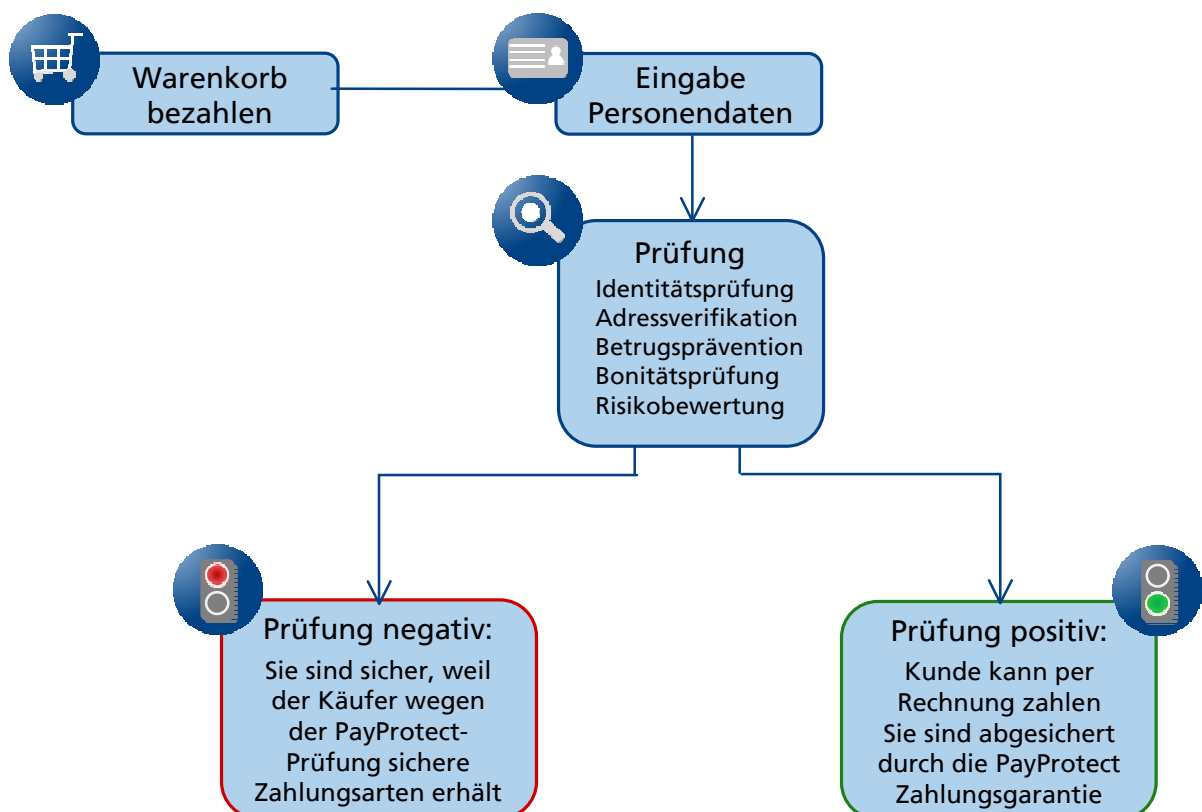 Warenkorb
bezahlen
Eingabe
Personendaten
Prüfung
Identitätsprüfung
Adressverifikation
Betrugsprävention
Bonitätsprüfung
Risikobewertung
Prüfung negativ:
Sie sind sicher, weil
der Käufer wegen
der PayProtect-
Prüfung sichere
Zahlungsarten erhält
Prüfung positiv:
Kunde kann per
Rechnung zahlen
Sie sind abgesichert
durch die PayProtect
Zahlungsgarantie